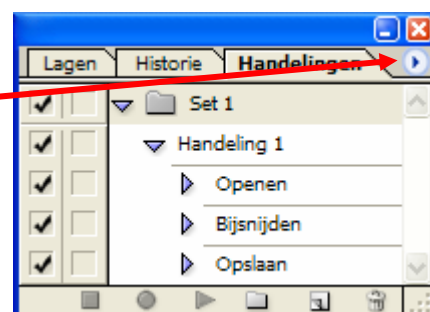 Lagen Historie Handelingen
Set 1
Handeling 1
Openen
Bijsnijden
Opslaan